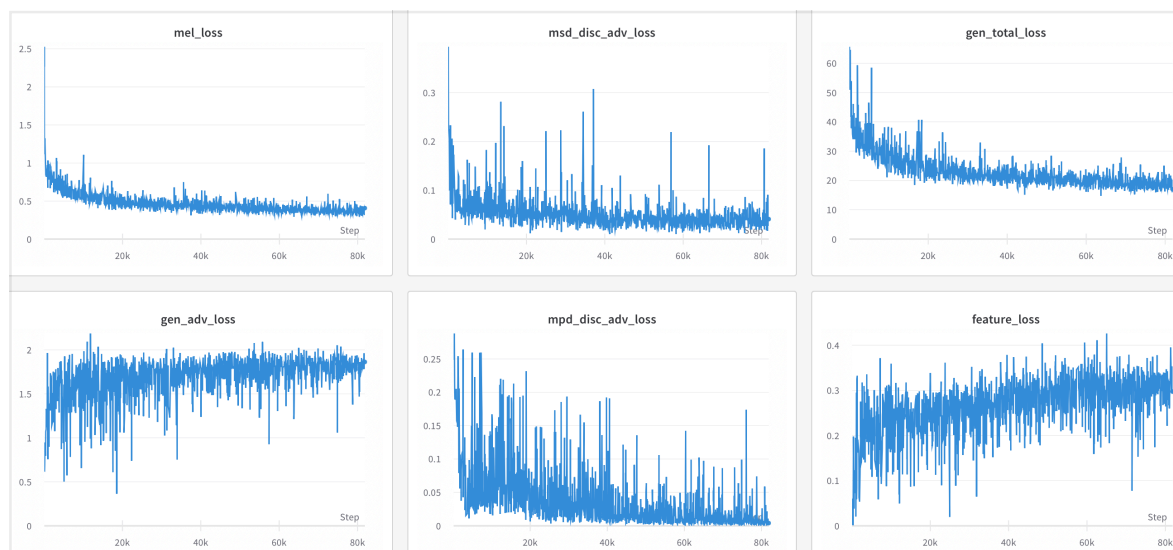 mel_loss
2.5
2
1.5
1
0.5
0
Step
20k 40k 60k 80k
msd_disc_adv_loss
0.3
0.2
0.1
0
Step
20k 40k 60k 80k
gen_total_loss
60
50
40
30
20
10
0
Step
20k 40k 60k 80k
gen_adv_loss
2
1.5
1
0.5
0
Step
20k 40k 60k 80k
mpd_disc_adv_loss
0.25
0.2
0.15
0.1
0.05
0
20k 40k 60k 80k
feature_loss
0.4
0.3
0.2
0.1
0
Step
20k 40k 60k 80k